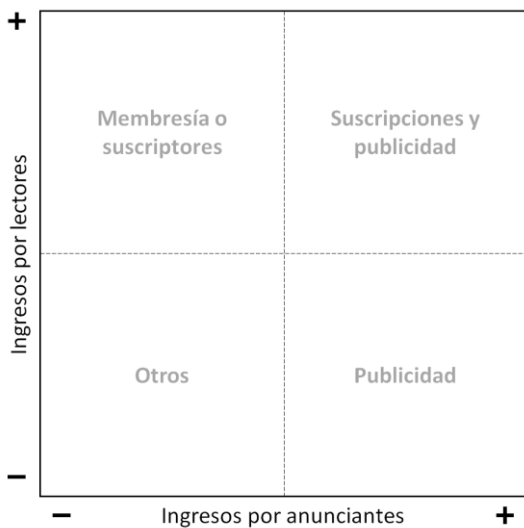 +
Membresía o
suscriptores
Suscripciones y
publicidad
Ingresos por lectores
Otros
Publicidad
–
–
Ingresos por anunciantes
+